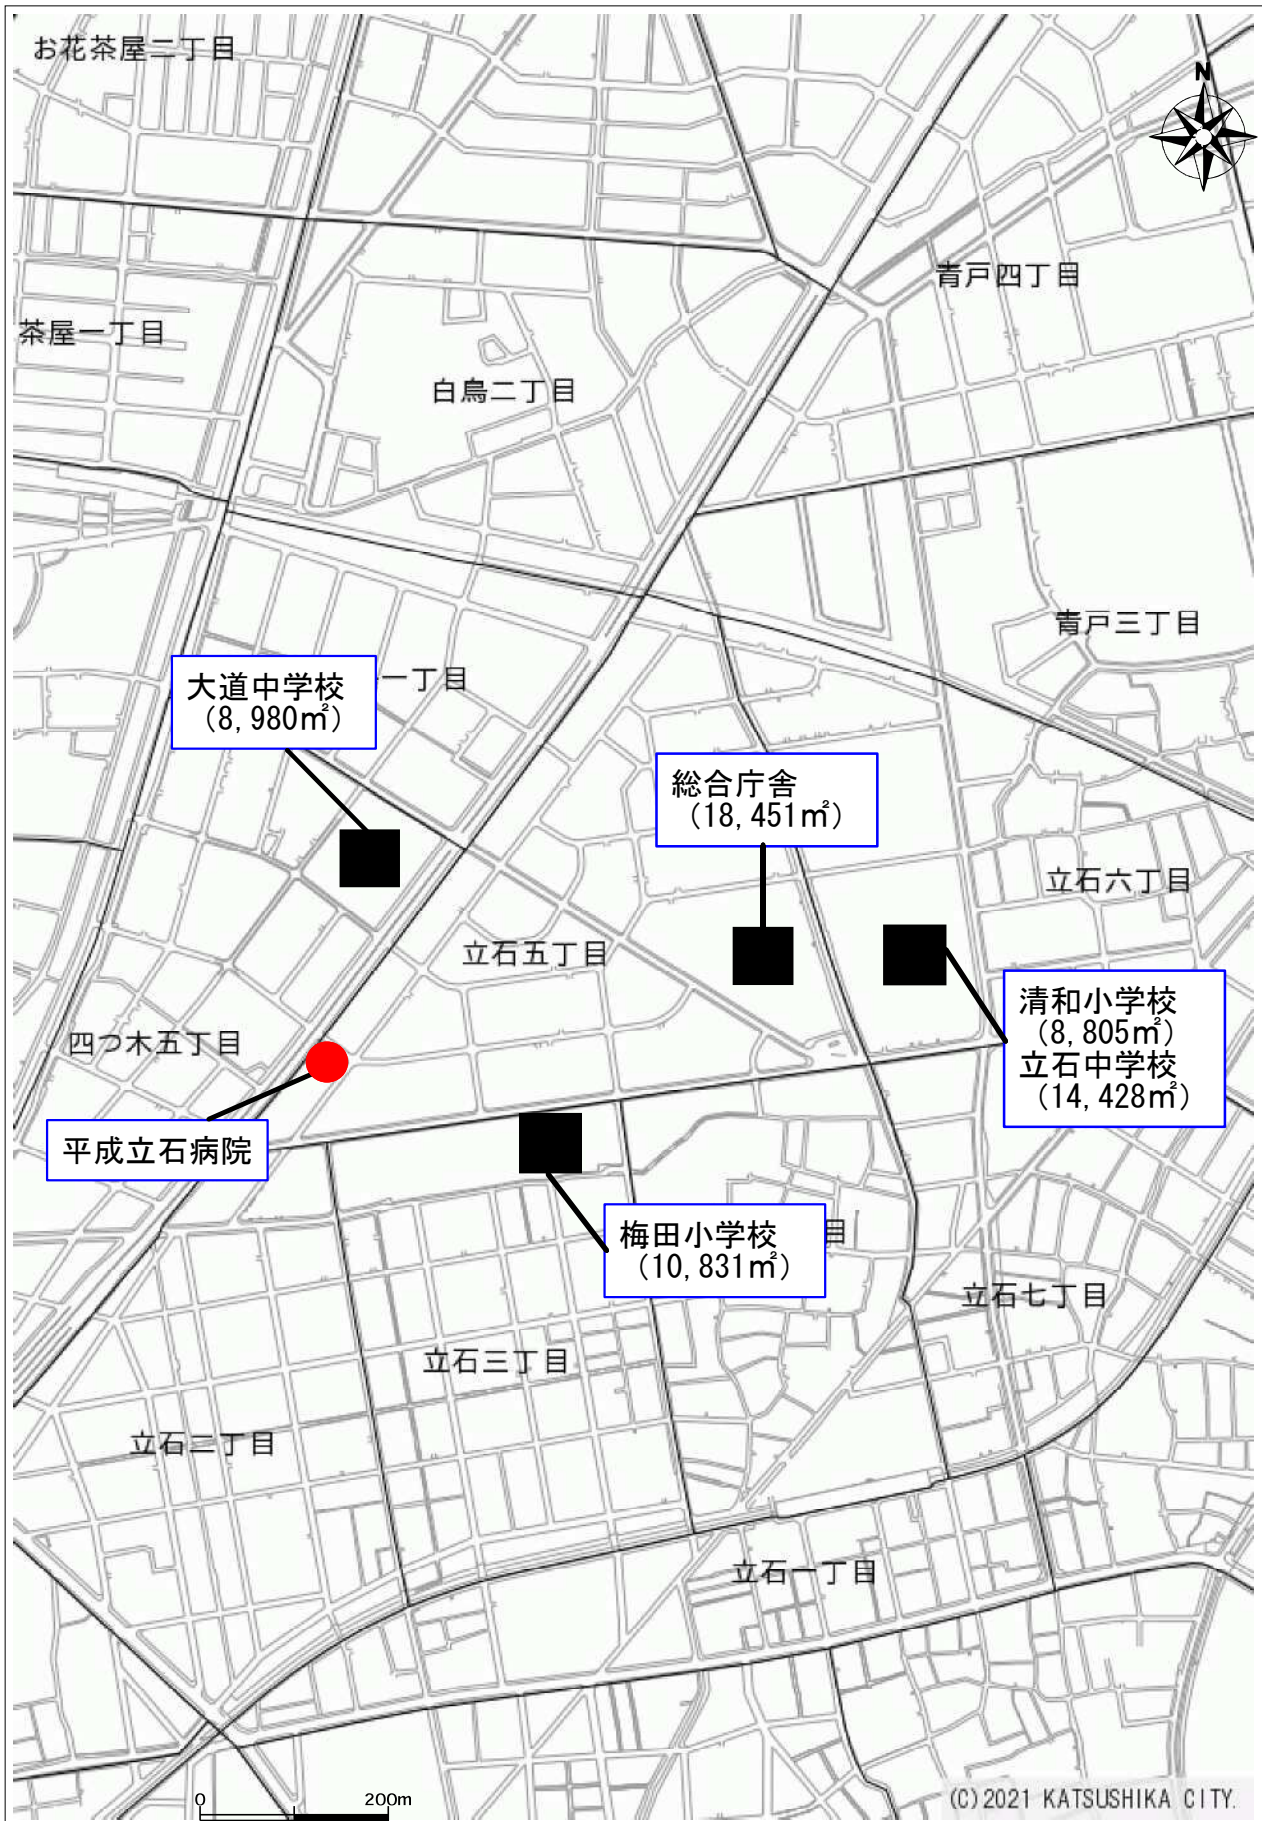 お花茶屋二丁目
N
青戸四丁目
茶屋一丁目
白鳥二丁目
青戸三丁目
大道中学校
(8,980㎡)
一丁目
総合庁舎
(18,451㎡)
立石六丁目
立石五丁目
清和小学校
(8,805㎡)
立石中学校
(14,428㎡)
四つ木五丁目
平成立石病院
梅田小学校
(10,831㎡)
目
立石七丁目
立石三丁目
立石二丁目
立石一丁目
0 200m
(C)2021 KATSUSHIKA CITY.